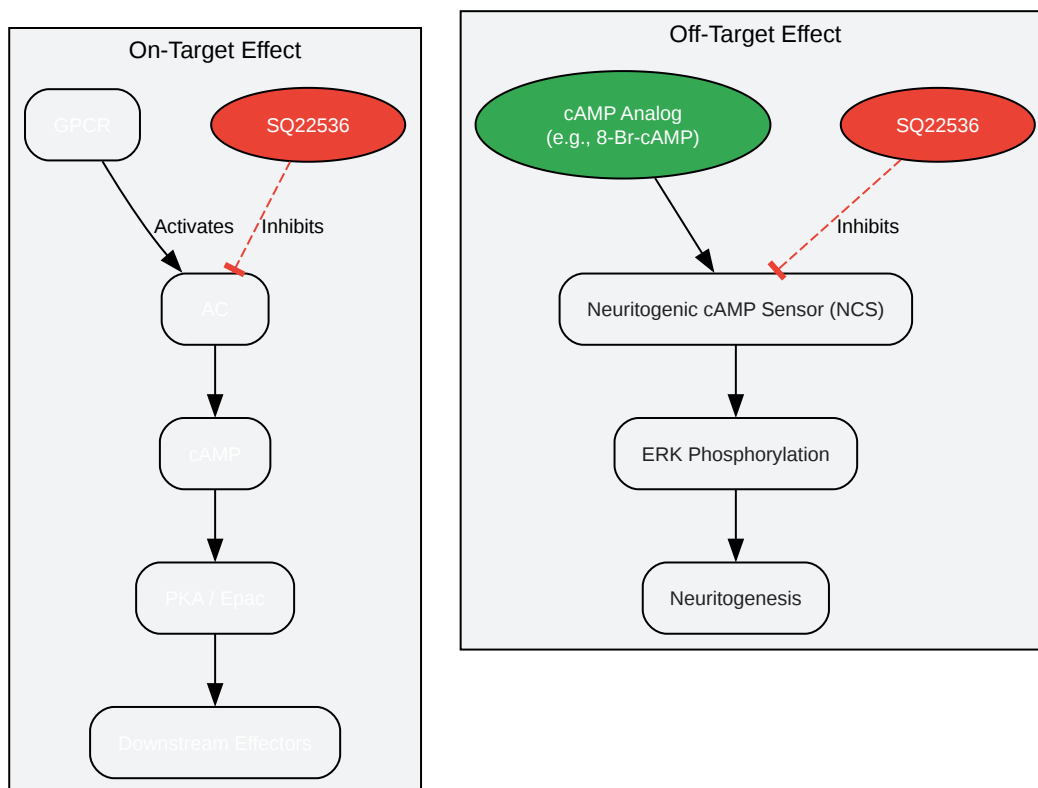 On-Target Effect
GPCR
SQ22536
Activates
Inhibits
AC
cAMP
PKA / Epac
Downstream Effectors
Off-Target Effect
cAMP Analog
(e.g., 8-Br-cAMP)
SQ22536
Inhibits
Neuritogenic cAMP Sensor (NCS)
ERK Phosphorylation
Neuritogenesis